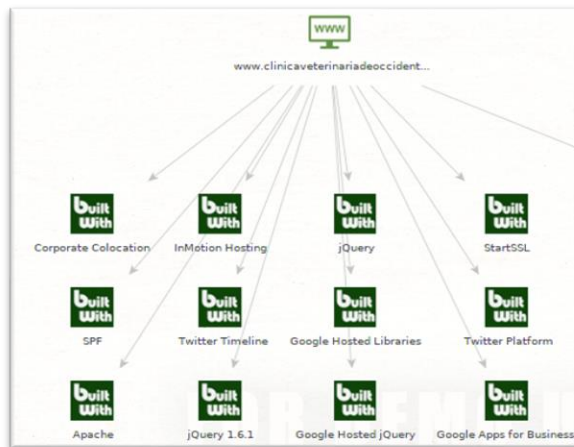 WWW
www.clinicaveterinariadeoccident...
built With
built With
built With
built With
Corporate Colocation
InMotion Hosting
jQuery
StartSSL
built With
built With
built With
built With
SPF
Twitter Timeline
Google Hosted Libraries
Twitter Platform
built With
built With
built With
built With
Apache
jQuery 1.6.1
Google Hosted jQuery
Google Apps for Business